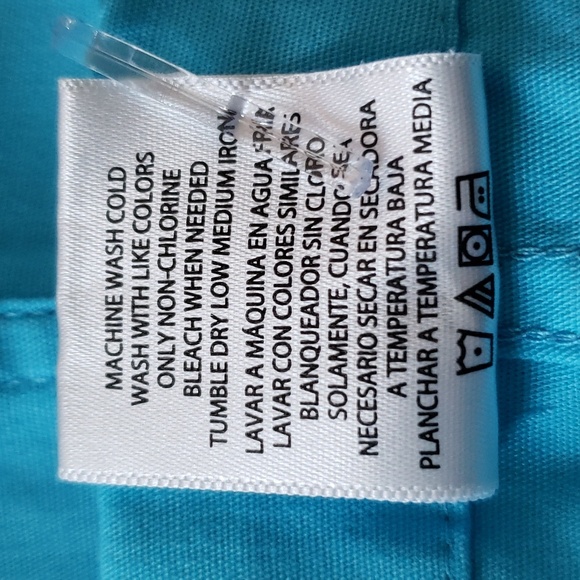 MACHINE WASH COLD
WASH WITH LIKE COLORS
ONLY NON-CHLORINE
BLEACH WHEN NEEDED
TUMBLE DRY LOW MEDIUM IRON
LAVAR A MÁQUINA EN AGUA FRIA
LAVAR CON COLORES SIMILARES
BLANQUEADOR SIN CLORO
SOLAMENTE, CUANDO SEA
NECESARIO SECAR EN SECADORA
A TEMPERATURA BAJA
PLANCHAR A TEMPERATURA MEDIA